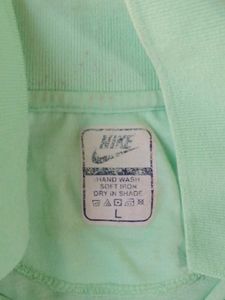 NIKE
HAND WASH
SOFT IRON
DRY IN SHADE
L